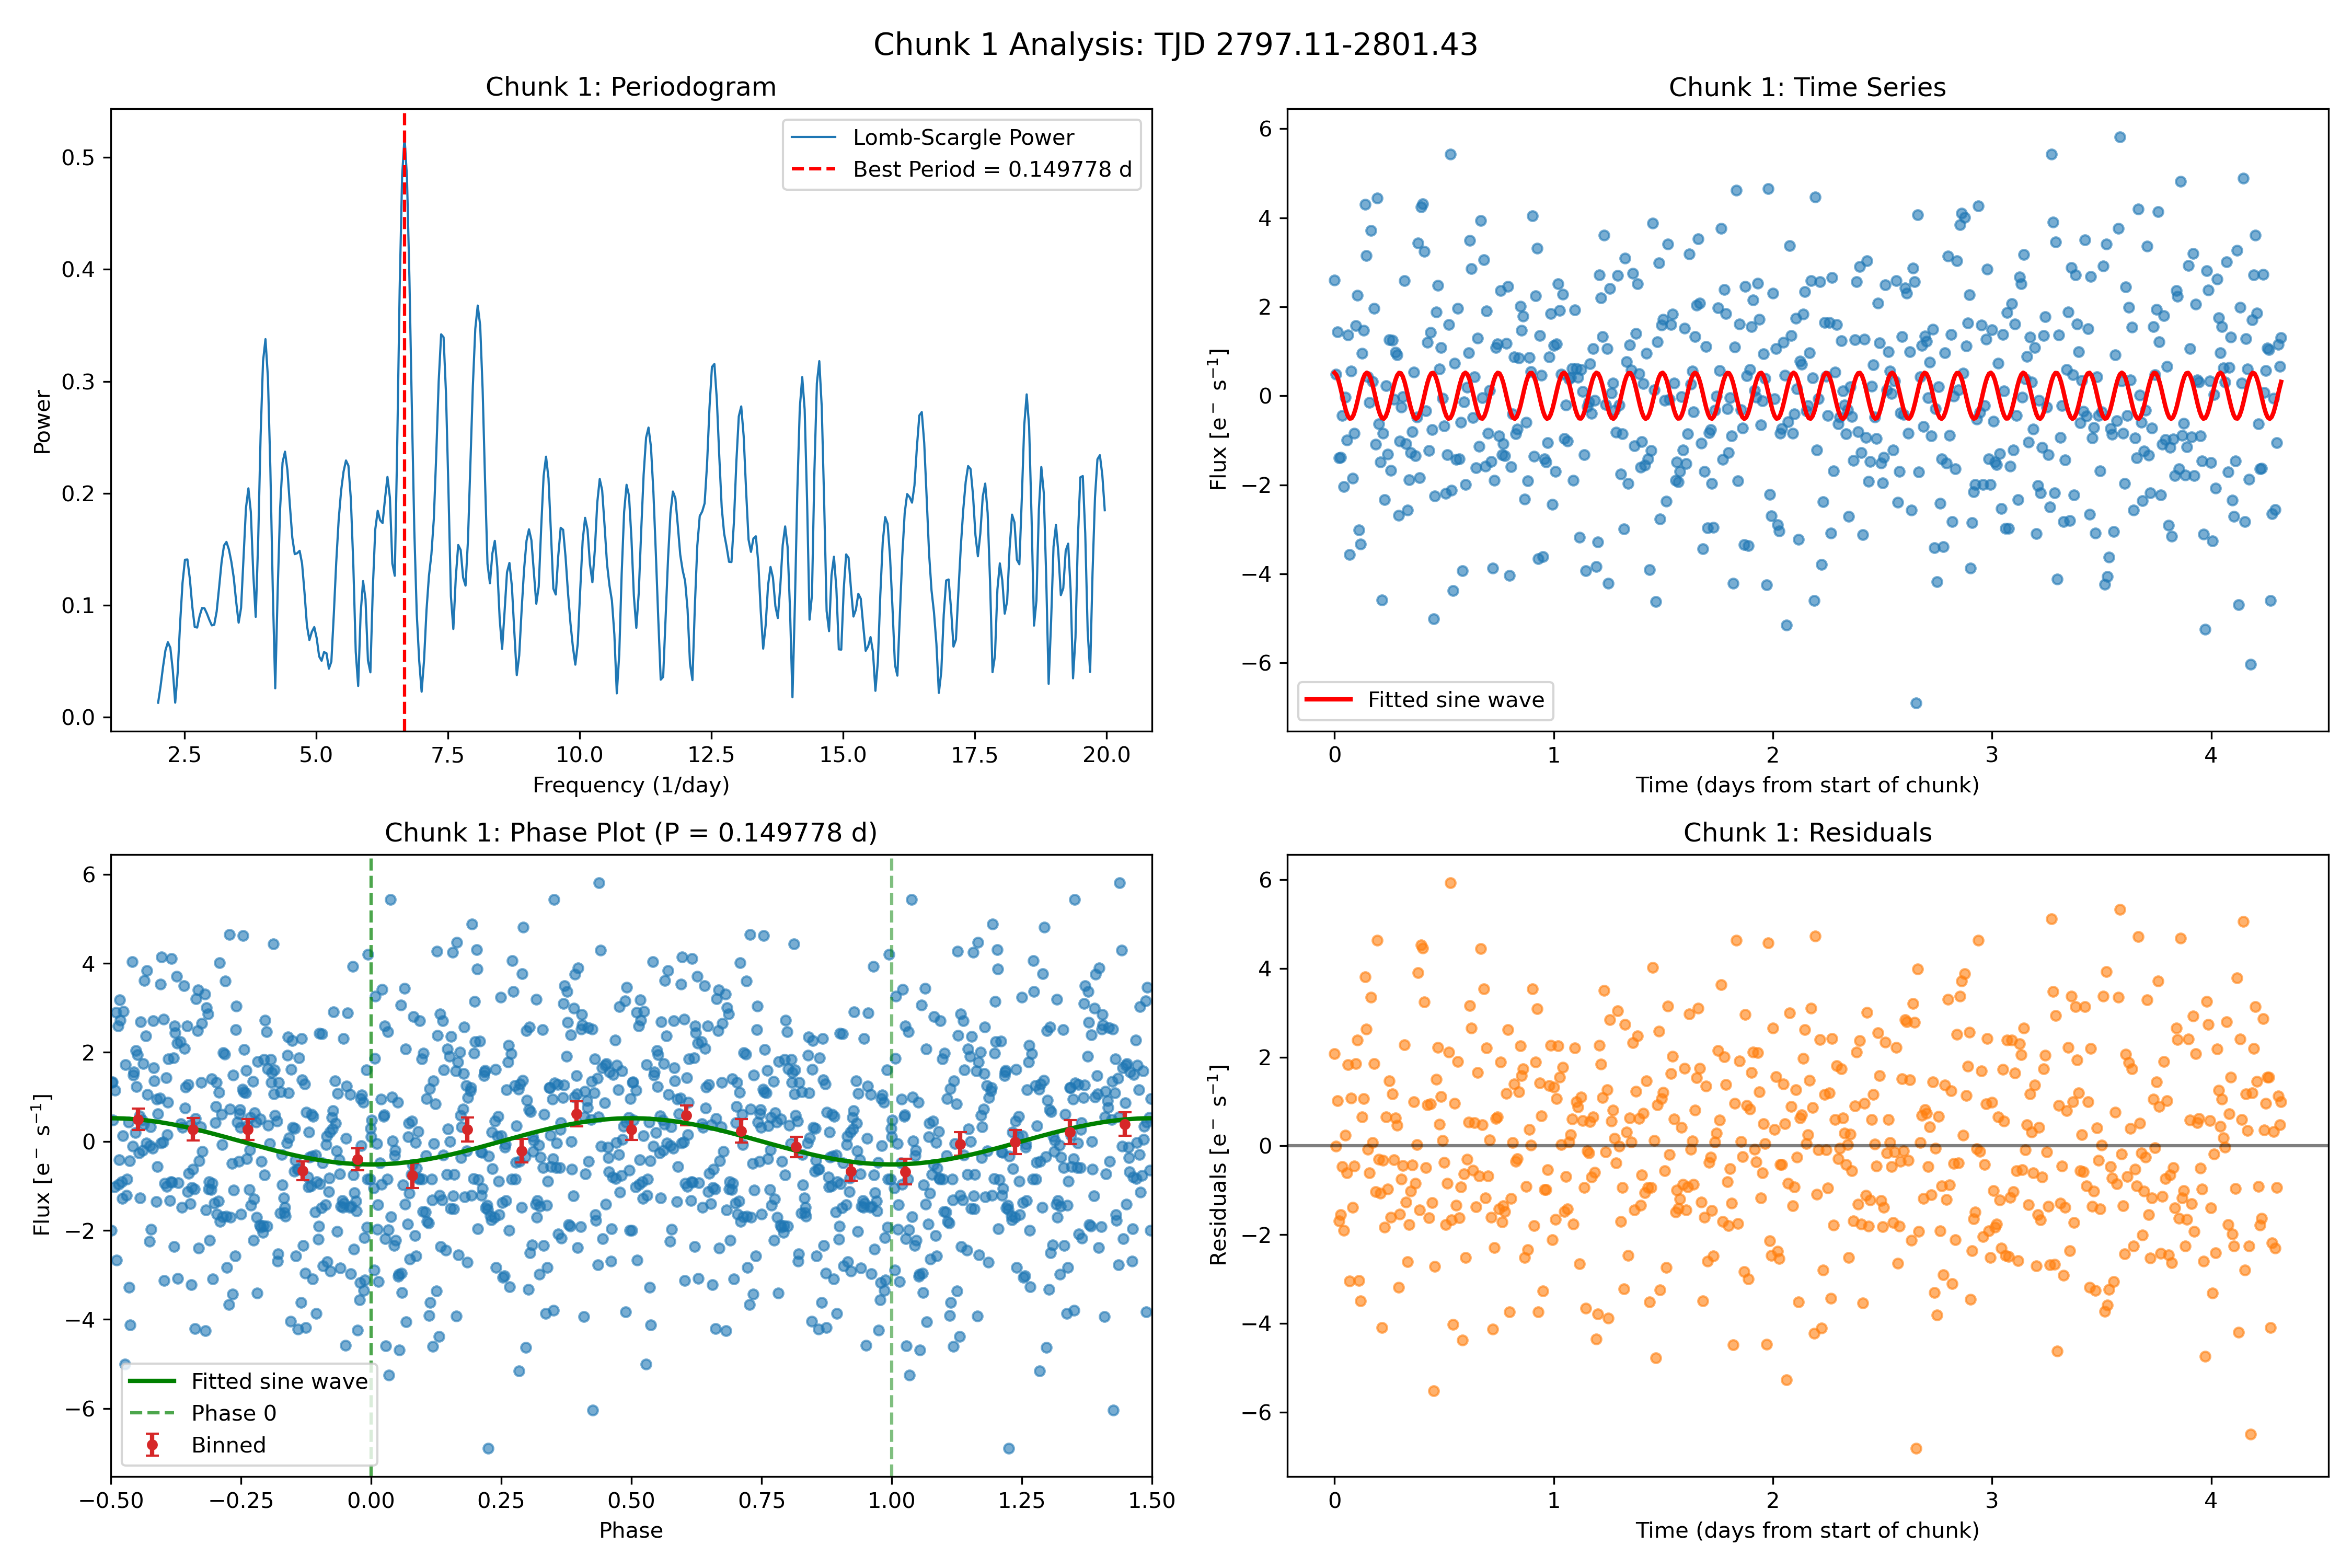 Chunk 1 Analysis: TJD 2797.11-2801.43
Chunk 1: Periodogram
Power
0.5
0.4
0.3
0.2
0.1
0.0
Lomb-Scargle Power
Best Period = 0.149778 d
2.5 5.0 7.5 10.0 12.5 15.0 17.5 20.0
Frequency (1/day)
Chunk 1: Time Series
Flux [e⁻ s⁻¹]
6
4
2
0
−2
−4
−6
Fitted sine wave
0 1 2 3 4
Time (days from start of chunk)
Chunk 1: Phase Plot (P = 0.149778 d)
Flux [e⁻ s⁻¹]
6
4
2
0
−2
−4
−6
Fitted sine wave
Phase 0
Binned
−0.50 −0.25 0.00 0.25 0.50 0.75 1.00 1.25 1.50
Phase
Chunk 1: Residuals
Residuals [e⁻ s⁻¹]
6
4
2
0
−2
−4
−6
0 1 2 3 4
Time (days from start of chunk)